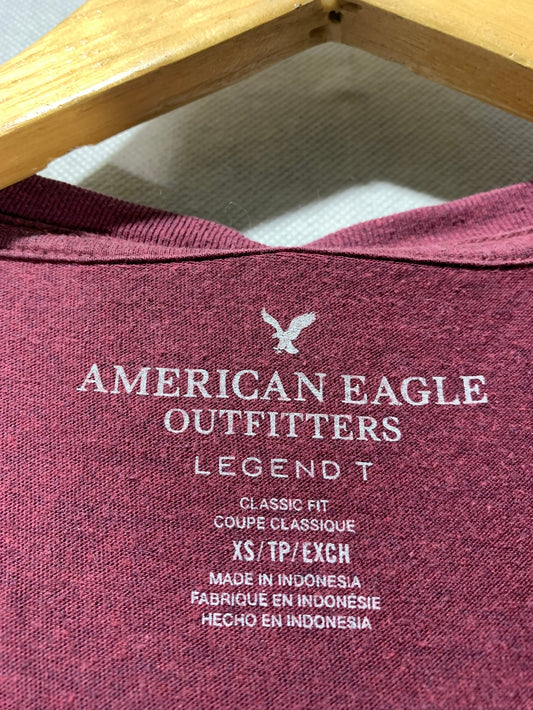 AMERICAN EAGLE
OUTFITTERS
LEGEND T
CLASSIC FIT
COUPE CLASSIQUE
XS/TP/EXCH
MADE IN INDONESIA
FABRIQUÉ EN INDONÉSIE
HECHO EN INDONESIA